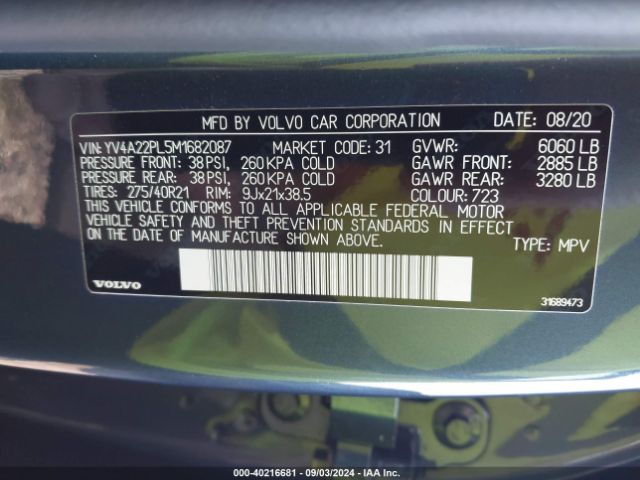 MFD BY VOLVO CAR CORPORATION DATE: 08/20
VIN: YV4A22PL5M1682087 MARKET CODE: 31 GVWR: 6060 LB
PRESSURE FRONT: 38 PSI, 260 KPA COLD GAWR FRONT: 2885 LB
PRESSURE REAR: 38 PSI, 260 KPA COLD GAWR REAR: 3280 LB
TIRES: 275/40R21 RIM: 9Jx21x38.5 COLOUR: 723
THIS VEHICLE CONFORMS TO ALL APPLICABLE FEDERAL MOTOR
VEHICLE SAFETY AND THEFT PREVENTION STANDARDS IN EFFECT
ON THE DATE OF MANUFACTURE SHOWN ABOVE. TYPE: MPV
VOLVO 31689473
000-40216681 - 09/03/2024 - IAA Inc.